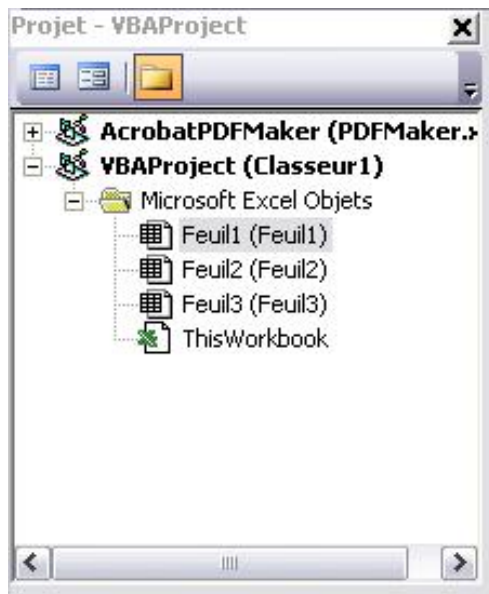 Projet - VBAProject
AcrobatPDFMaker (PDFMaker.x
VBAProject (Classeur1)
Microsoft Excel Objets
Feuil1 (Feuil1)
Feuil2 (Feuil2)
Feuil3 (Feuil3)
ThisWorkbook